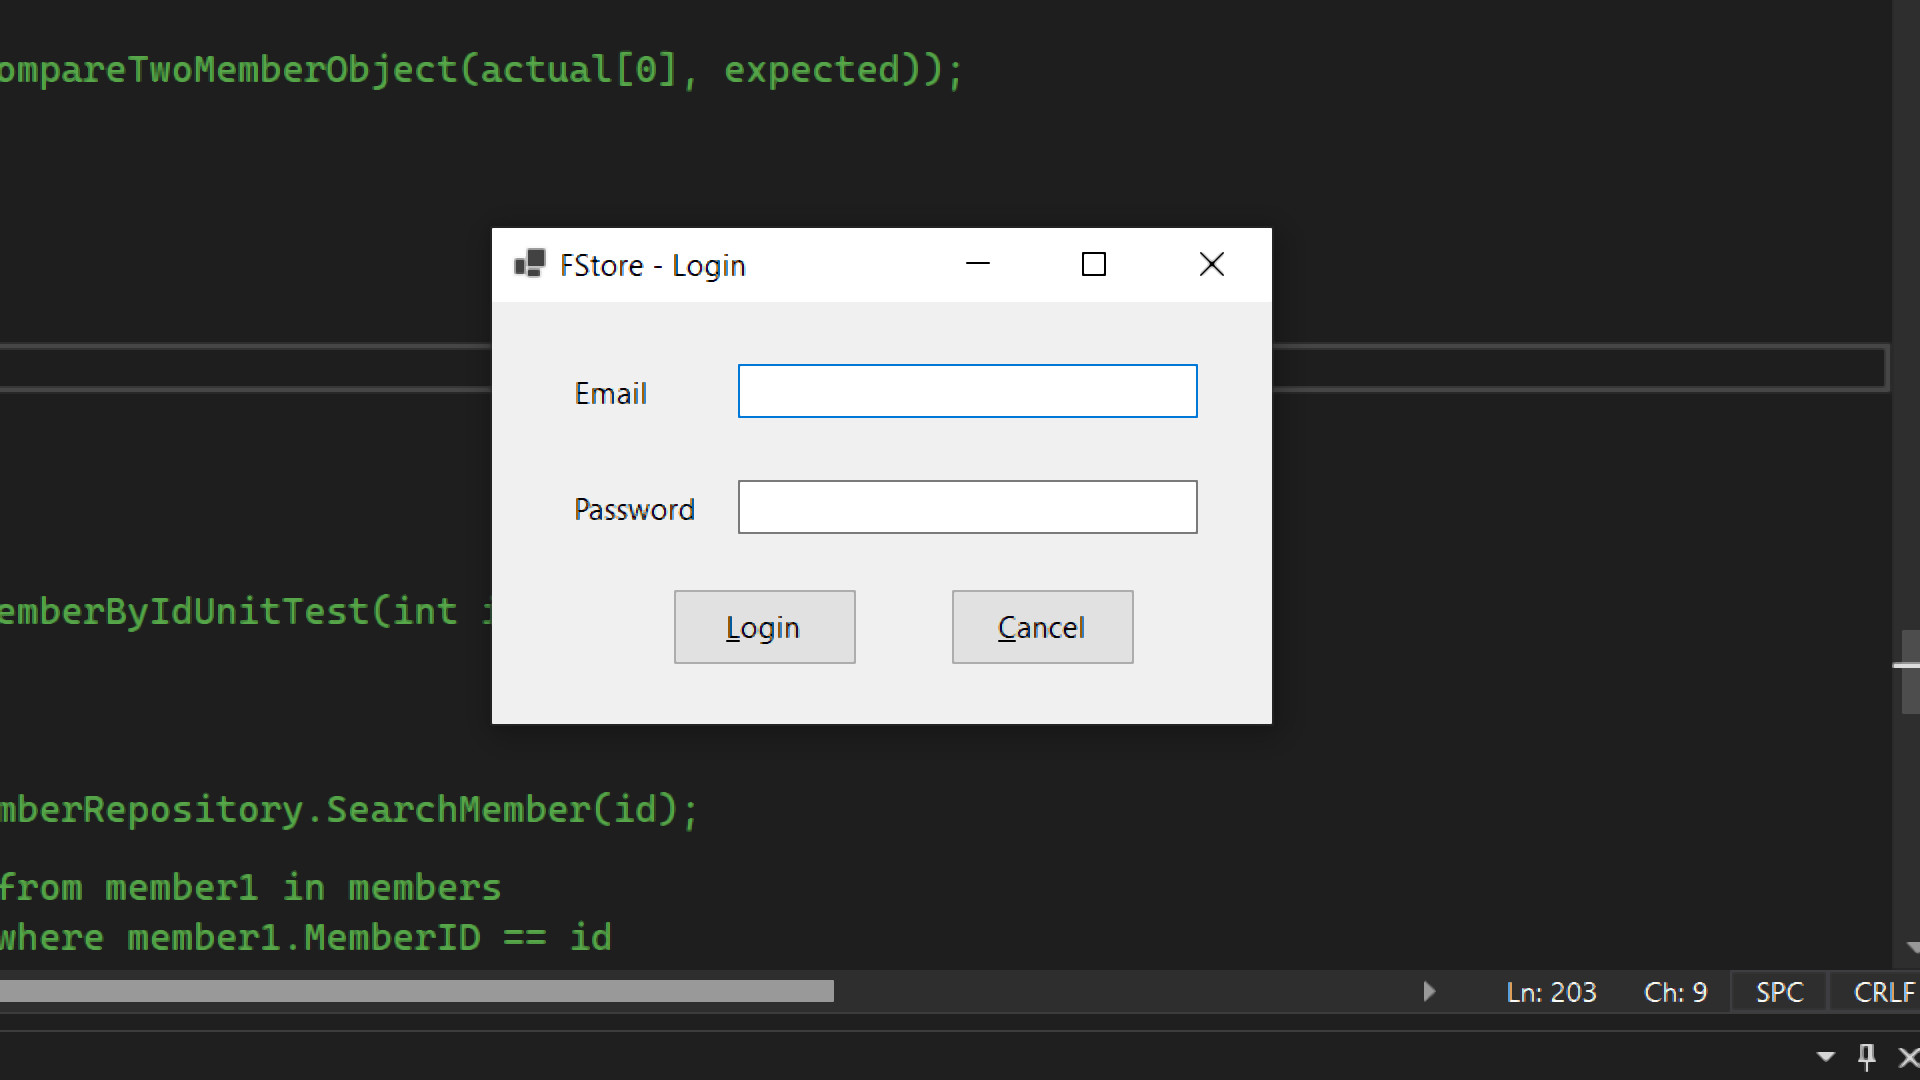 ompareTwoMemberObject(actual[0], expected));
FStore - Login
Email
Password
emberByIdUnitTest(int i
Login
Cancel
mberRepository.SearchMember(id);
from member1 in members
where member1.MemberID == id
Ln: 203 Ch: 9 SPC CRLF